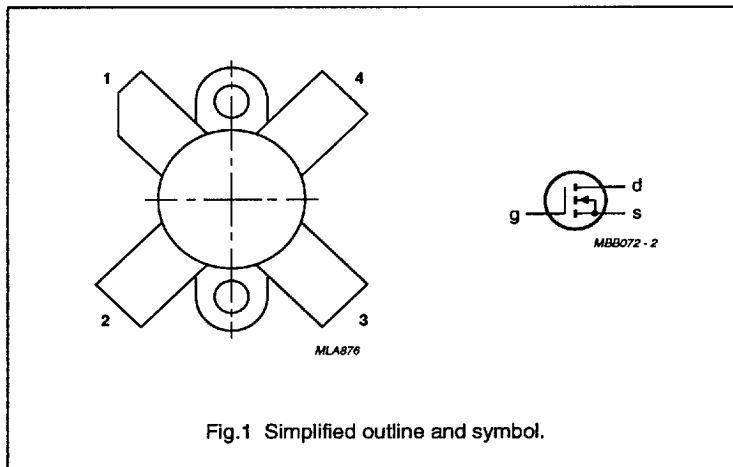 1
4
d
g
s
MBB072 - 2
2
3
MLA876
Fig.1 Simplified outline and symbol.